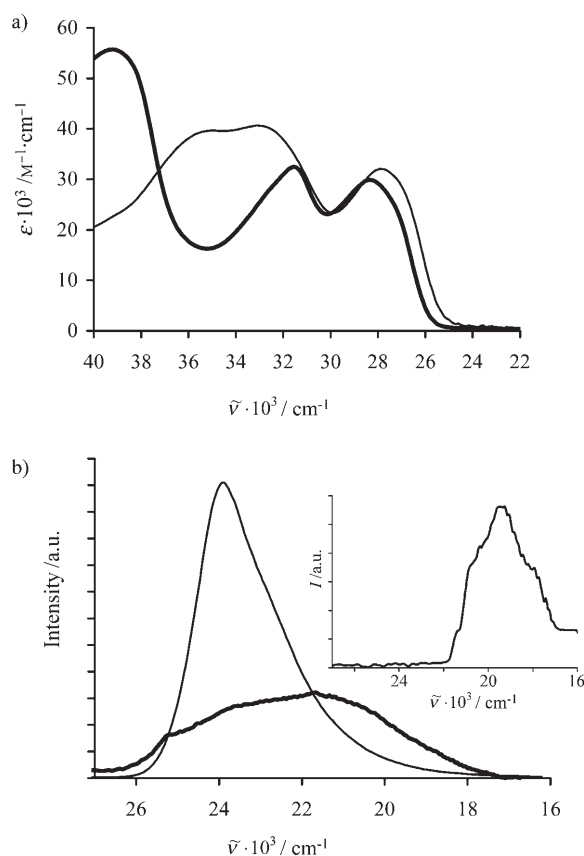 a)
60
50
40
30
20
10
0
ε·10³ /M⁻¹·cm⁻¹
40 38 36 34 32 30 28 26 24 22
ṽ · 10³ / cm⁻¹
b)
Intensity /a.u.
I /a.u.
24 20 16
ṽ · 10³ / cm⁻¹
26 24 22 20 18 16
ṽ · 10³ / cm⁻¹